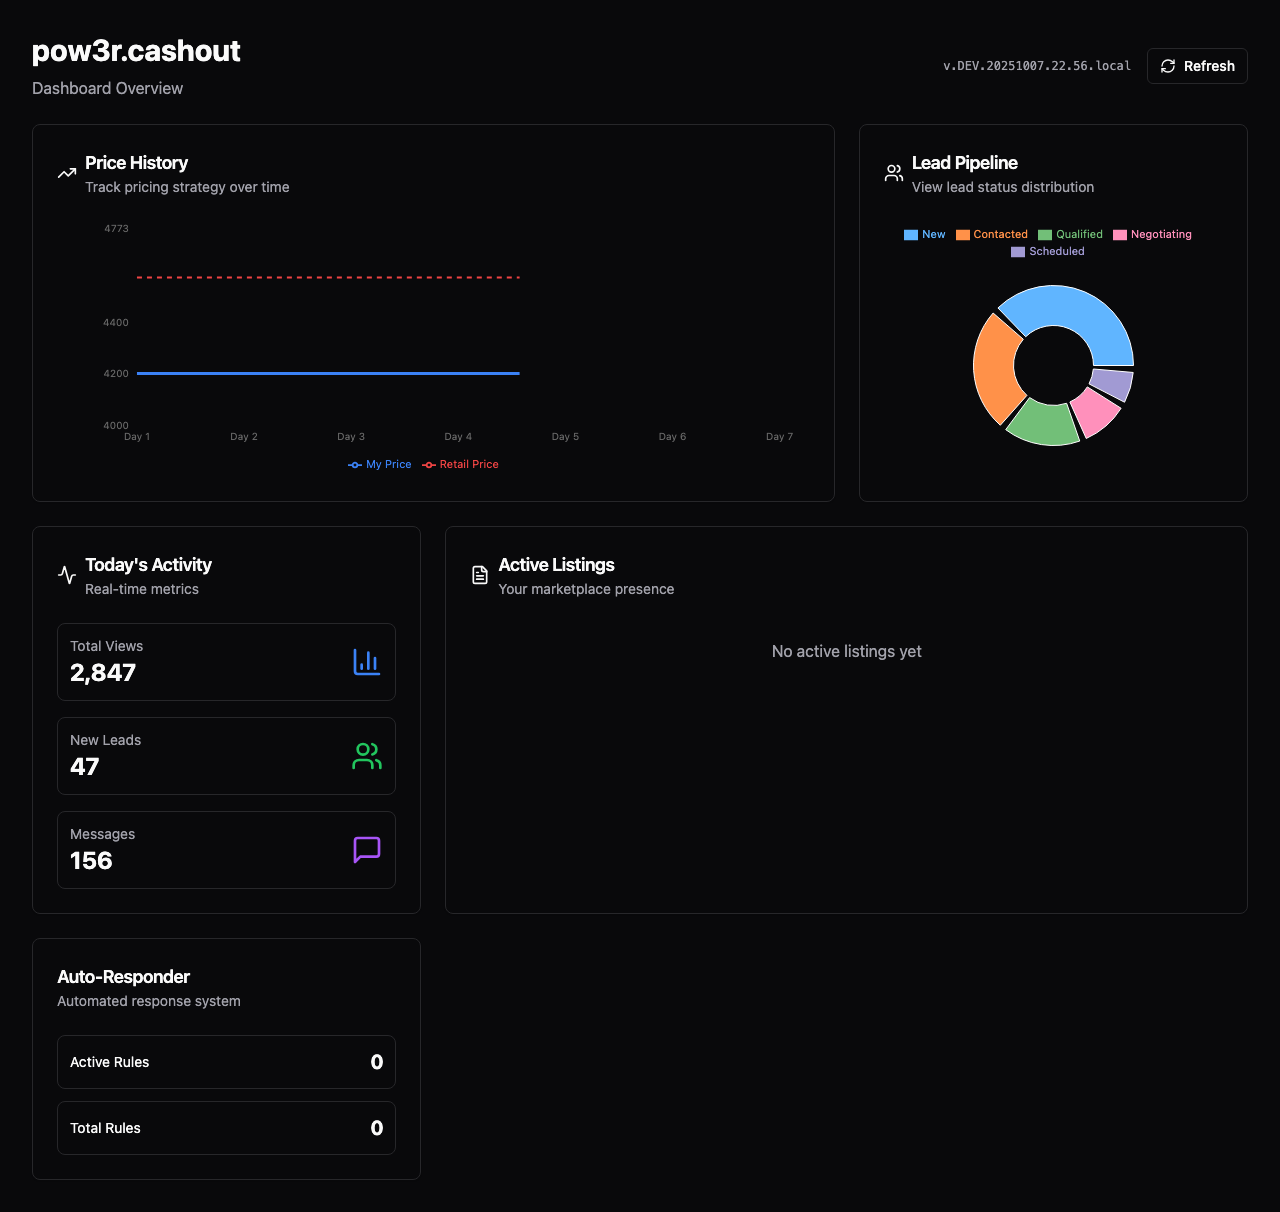 pow3r.cashout
Dashboard Overview
v.DEV.20251007.22.56.local
Refresh
Price History
Track pricing strategy over time
4773
4400
4200
4000
Day 1 Day 2 Day 3 Day 4 Day 5 Day 6 Day 7
My Price Retail Price
Lead Pipeline
View lead status distribution
New Contacted Qualified Negotiating
Scheduled
Today's Activity
Real-time metrics
Total Views
2,847
New Leads
47
Messages
156
Active Listings
Your marketplace presence
No active listings yet
Auto-Responder
Automated response system
Active Rules 0
Total Rules 0